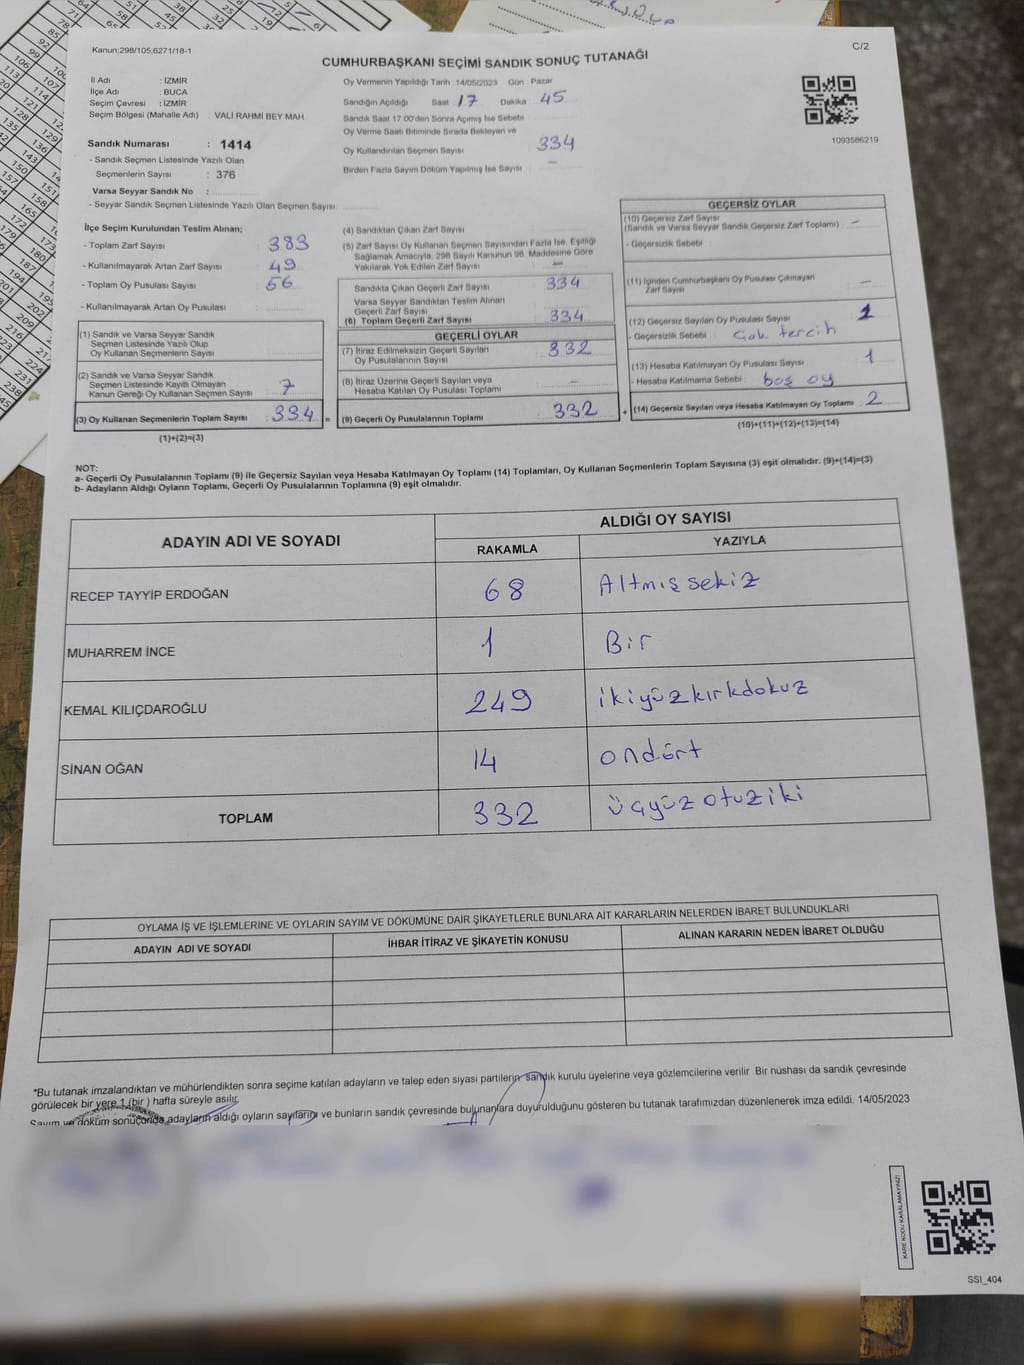 Kanun;298/105,6271/18-1
C/2
CUMHURBAŞKANI SEÇİMİ SANDIK SONUÇ TUTANAĞI
İl Adı : İZMİR
İlçe Adı : BUCA
Seçim Çevresi : İZMİR
Seçim Bölgesi (Mahalle Adı) : VALİ RAHMİ BEY MAH.
Oy Vermenin Yapıldığı Tarih 14/05/2023 Gün Pazar
Sandığın Açıldığı Saat 17 Dakika 45
Sandık Saat 17:00'den Sonra Açılmış İse Sebebi
Oy Verme Saati Bitiminde Sırada Bekleyen ve
Oy Kullandırılan Seçmen Sayısı 334
Birden Fazla Sayım Döküm Yapılmış İse Sayısı —
1093586219
Sandık Numarası : 1414
- Sandık Seçmen Listesinde Yazılı Olan
Seçmenlerin Sayısı : 376
Varsa Seyyar Sandık No :
- Seyyar Sandık Seçmen Listesinde Yazılı Olan Seçmen Sayısı
İlçe Seçim Kurulundan Teslim Alınan;
- Toplam Zarf Sayısı : 383
- Kullanılmayarak Artan Zarf Sayısı : 49
- Toplam Oy Pusulası Sayısı : 56
- Kullanılmayarak Artan Oy Pusulası
(1) Sandık ve Varsa Seyyar Sandık
Seçmen Listesinde Yazılı Olup
Oy Kullanan Seçmenlerin Sayısı
(2) Sandık ve Varsa Seyyar Sandık
Seçmen Listesinde Kayıtlı Olmayan
Kanun Gereği Oy Kullanan Seçmen Sayısı 7
(3) Oy Kullanan Seçmenlerin Toplam Sayısı 334 =
(1)+(2)=(3)
(4) Sandıktan Çıkan Zarf Sayısı
(5) Zarf Sayısı Oy Kullanan Seçmen Sayısından Fazla İse, Eşitliği
Sağlamak Amacıyla, 298 Sayılı Kanunun 98. Maddesine Göre
Yakılarak Yok Edilen Zarf Sayısı —
Sandıkta Çıkan Geçerli Zarf Sayısı 334
Varsa Seyyar Sandıktan Teslim Alınan
Geçerli Zarf Sayısı
(6) Toplam Geçerli Zarf Sayısı 334
GEÇERLİ OYLAR
(7) İtiraz Edilmeksizin Geçerli Sayılan
Oy Pusulalarının Sayısı 332
(8) İtiraz Üzerine Geçerli Sayılan veya
Hesaba Katılan Oy Pusulası Toplamı —
(9) Geçerli Oy Pusulalarının Toplamı 332 +
GEÇERSİZ OYLAR
(10) Geçersiz Zarf Sayısı
(Sandık ve Varsa Seyyar Sandık Geçersiz Zarf Toplamı) : —
- Geçersizlik Sebebi :
(11) İçinden Cumhurbaşkanı Oy Pusulası Çıkmayan
Zarf Sayısı —
(12) Geçersiz Sayılan Oy Pusulası Sayısı 1
- Geçersizlik Sebebi : Çok tercih
(13) Hesaba Katılmayan Oy Pusulası Sayısı 1
- Hesaba Katılmama Sebebi : boş oy
(14) Geçersiz Sayılan veya Hesaba Katılmayan Oy Toplamı 2
(10)+(11)+(12)+(13)=(14)
NOT:
a- Geçerli Oy Pusulalarının Toplamı (9) ile Geçersiz Sayılan veya Hesaba Katılmayan Oy Toplamı (14) Toplamları, Oy Kullanan Seçmenlerin Toplam Sayısına (3) eşit olmalıdır. (9)+(14)=(3)
b- Adayların Aldığı Oyların Toplamı, Geçerli Oy Pusulalarının Toplamına (9) eşit olmalıdır.
ADAYIN ADI VE SOYADI
ALDIĞI OY SAYISI
RAKAMLA YAZIYLA
RECEP TAYYİP ERDOĞAN 68 Altmışsekiz
MUHARREM İNCE 1 Bir
KEMAL KILIÇDAROĞLU 249 ikiyüzkırkdokuz
SİNAN OĞAN 14 ondört
TOPLAM 332 üçyüzotuziki
OYLAMA İŞ VE İŞLEMLERİNE VE OYLARIN SAYIM VE DÖKÜMÜNE DAİR ŞİKAYETLERLE BUNLARA AİT KARARLARIN NELERDEN İBARET BULUNDUKLARI
ADAYIN ADI VE SOYADI İHBAR İTİRAZ VE ŞİKAYETİN KONUSU ALINAN KARARIN NEDEN İBARET OLDUĞU
*Bu tutanak imzalandıktan ve mühürlendikten sonra seçime katılan adayların ve talep eden siyasi partilerin sandık kurulu üyelerine veya gözlemcilerine verilir .Bir nüshası da sandık çevresinde
görülecek bir yere 1 (bir ) hafta süreyle asılır.
Sayım ve döküm sonucunda adayların aldığı oyların sayılarını ve bunların sandık çevresinde bulunanlara duyurulduğunu gösteren bu tutanak tarafımızdan düzenlenerek imza edildi. 14/05/2023
KARE KODU KARALAMAYINIZ!
SSI_404